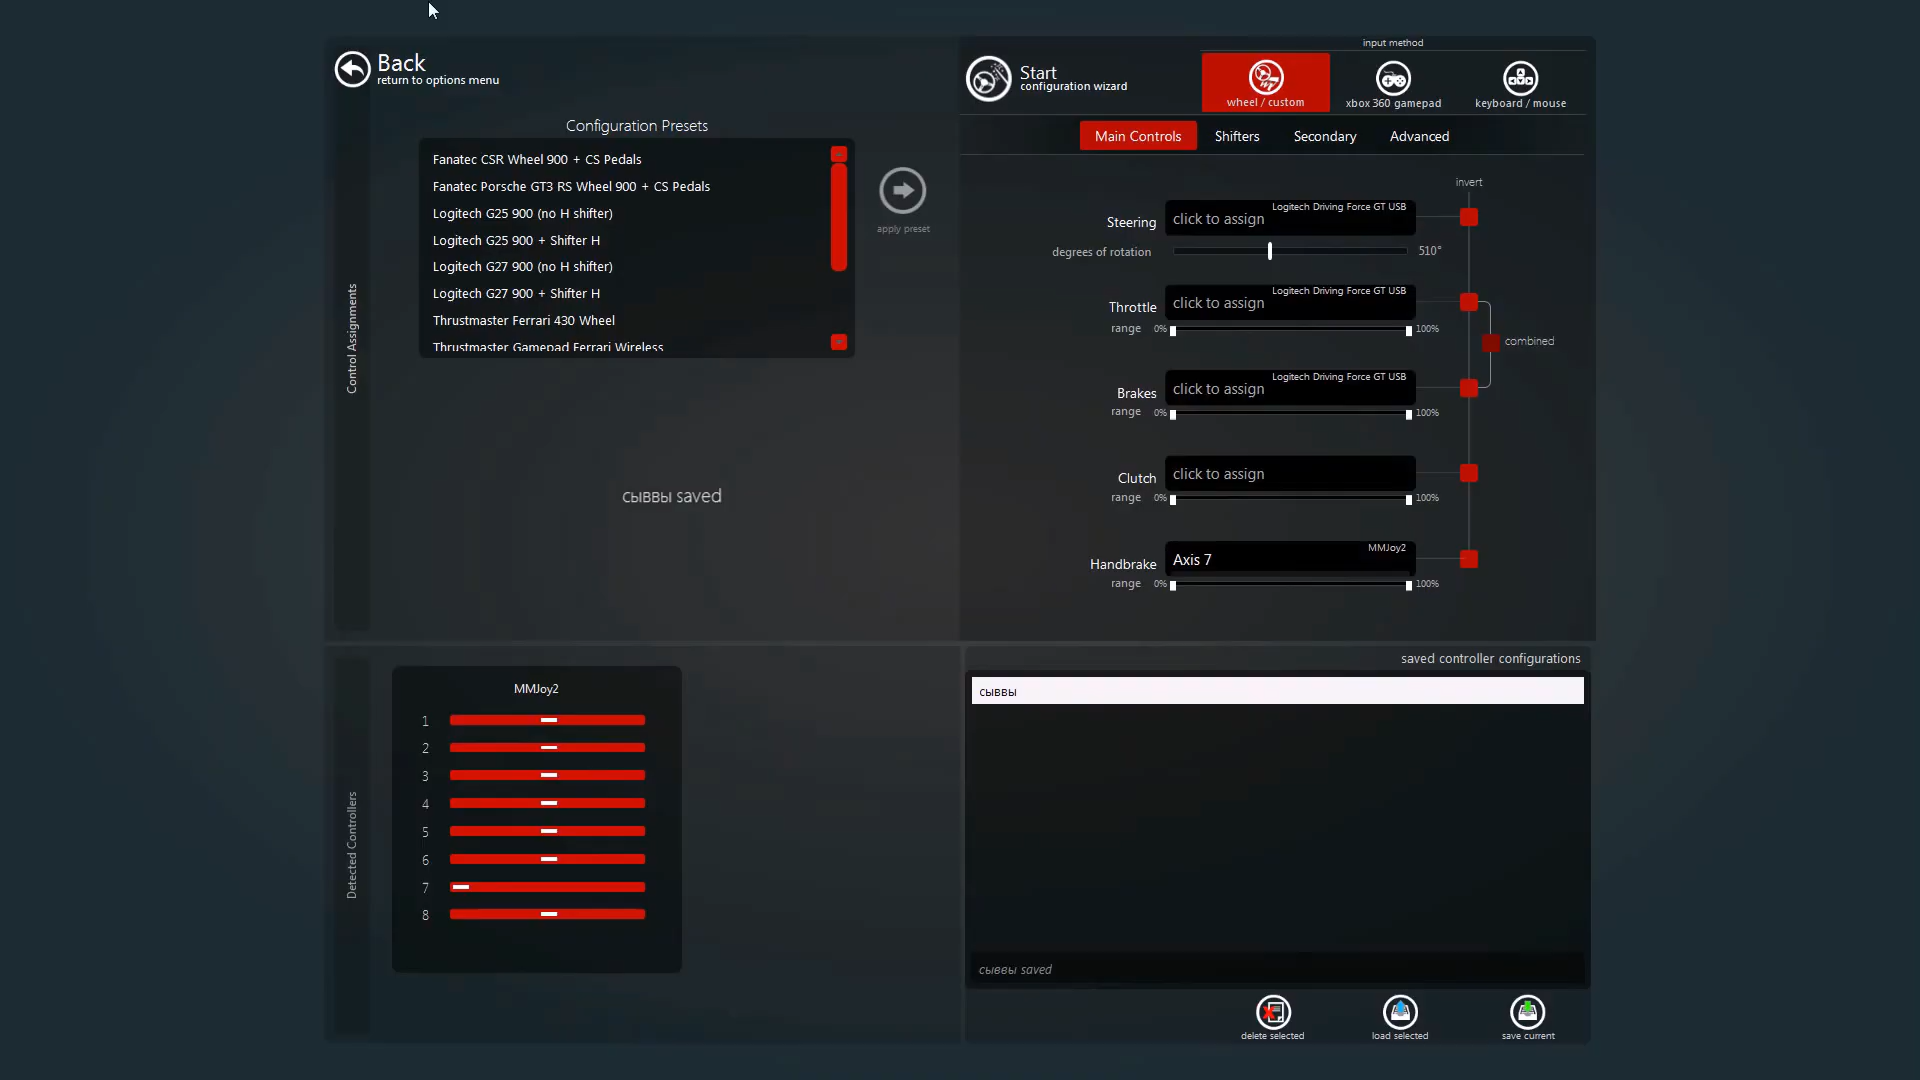 Back
return to options menu
Configuration Presets
Fanatec CSR Wheel 900 + CS Pedals
Fanatec Porsche GT3 RS Wheel 900 + CS Pedals
Logitech G25 900 (no H shifter)
Logitech G25 900 + Shifter H
Logitech G27 900 (no H shifter)
Logitech G27 900 + Shifter H
Thrustmaster Ferrari 430 Wheel
Thrustmaster Gamepad Ferrari Wireless
apply preset
Control Assignments
сыввы saved
Start
configuration wizard
input method
wheel / custom
xbox 360 gamepad
keyboard / mouse
Main Controls
Shifters
Secondary
Advanced
invert
Steering
click to assign
Logitech Driving Force GT USB
degrees of rotation
510°
Throttle
click to assign
Logitech Driving Force GT USB
range 0% 100%
combined
Brakes
click to assign
Logitech Driving Force GT USB
range 0% 100%
Clutch
click to assign
range 0% 100%
Handbrake
Axis 7
MMJoy2
range 0% 100%
Detected Controllers
MMJoy2
1
2
3
4
5
6
7
8
saved controller configurations
сыввы
сыввы saved
delete selected
load selected
save current